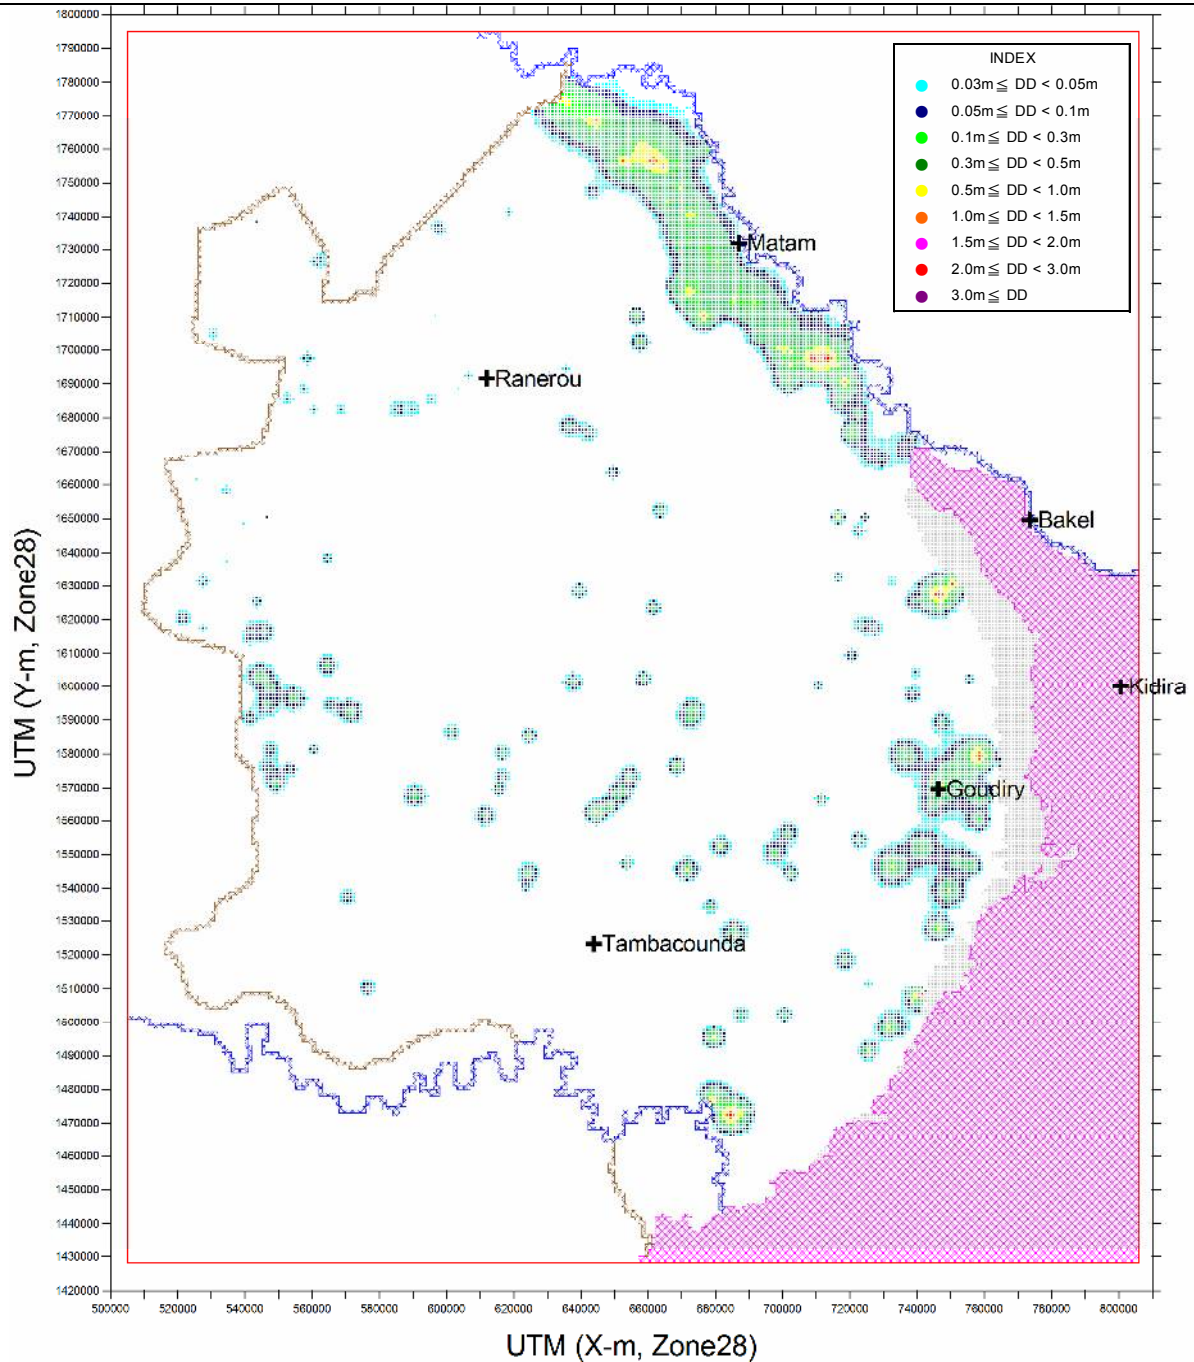 INDEX
0.03m≦ DD < 0.05m
0.05m≦ DD < 0.1m
0.1m≦ DD < 0.3m
0.3m≦ DD < 0.5m
0.5m≦ DD < 1.0m
1.0m≦ DD < 1.5m
1.5m≦ DD < 2.0m
2.0m≦ DD < 3.0m
3.0m≦ DD
Matam
Ranerou
Bakel
Kidira
Goudiry
Tambacounda
UTM (Y-m, Zone28)
1800000
1790000
1780000
1770000
1760000
1750000
1740000
1730000
1720000
1710000
1700000
1690000
1680000
1670000
1660000
1650000
1640000
1630000
1620000
1610000
1600000
1590000
1580000
1570000
1560000
1550000
1540000
1530000
1520000
1510000
1500000
1490000
1480000
1470000
1460000
1450000
1440000
1430000
1420000
500000 520000 540000 560000 580000 600000 620000 640000 660000 680000 700000 720000 740000 760000 780000 800000
UTM (X-m, Zone28)